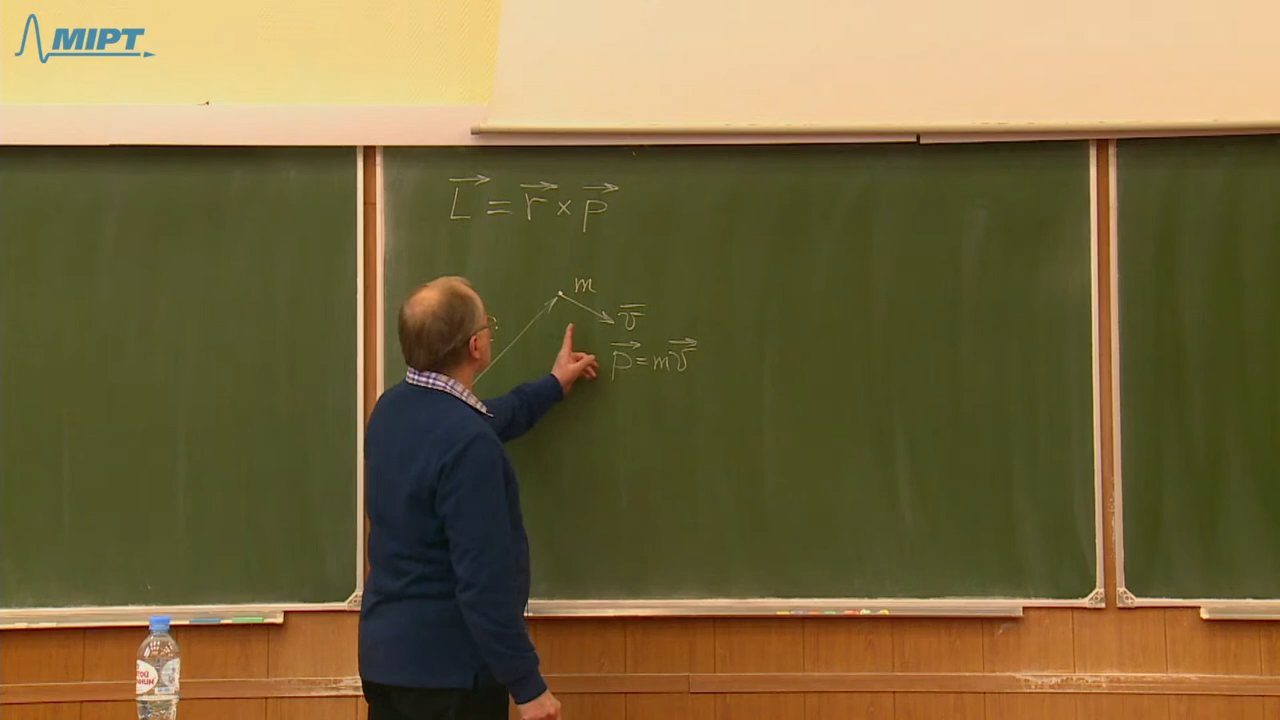 MIPT
L⃗ = r⃗ × p⃗
m
v̅
p⃗ = mv⃗